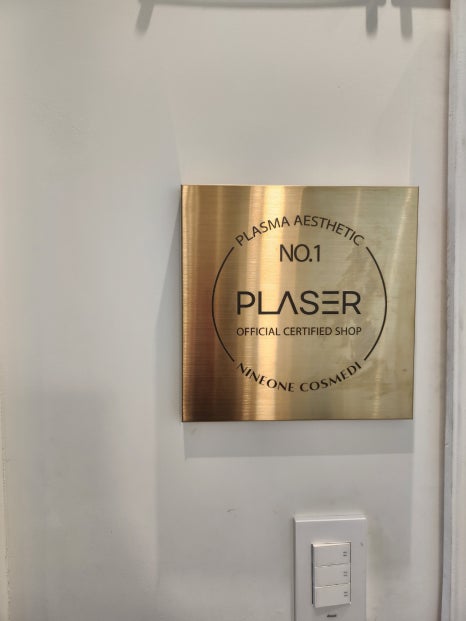 PLASMA AESTHETIC
NO.1
PLASER
OFFICIAL CERTIFIED SHOP
NINEONE COSMEDI